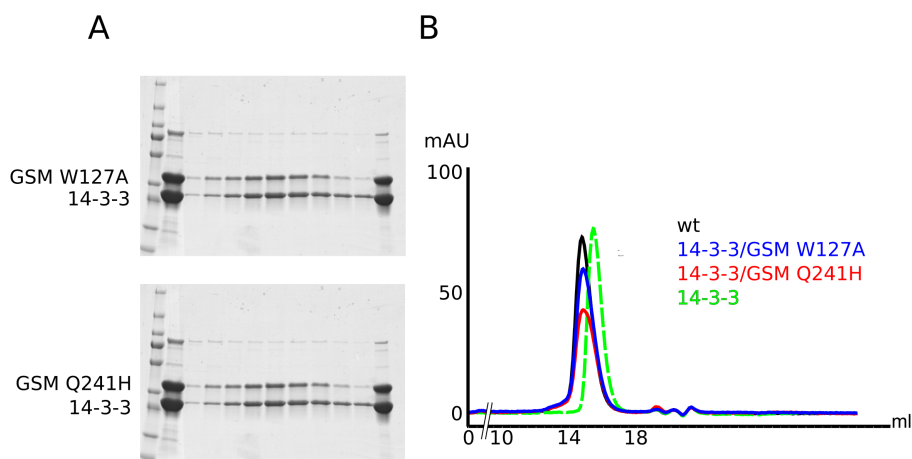 A
B
GSM W127A
14-3-3
GSM Q241H
14-3-3
mAU
100
50
0
wt
14-3-3/GSM W127A
14-3-3/GSM Q241H
14-3-3
0 10 14 18 ml